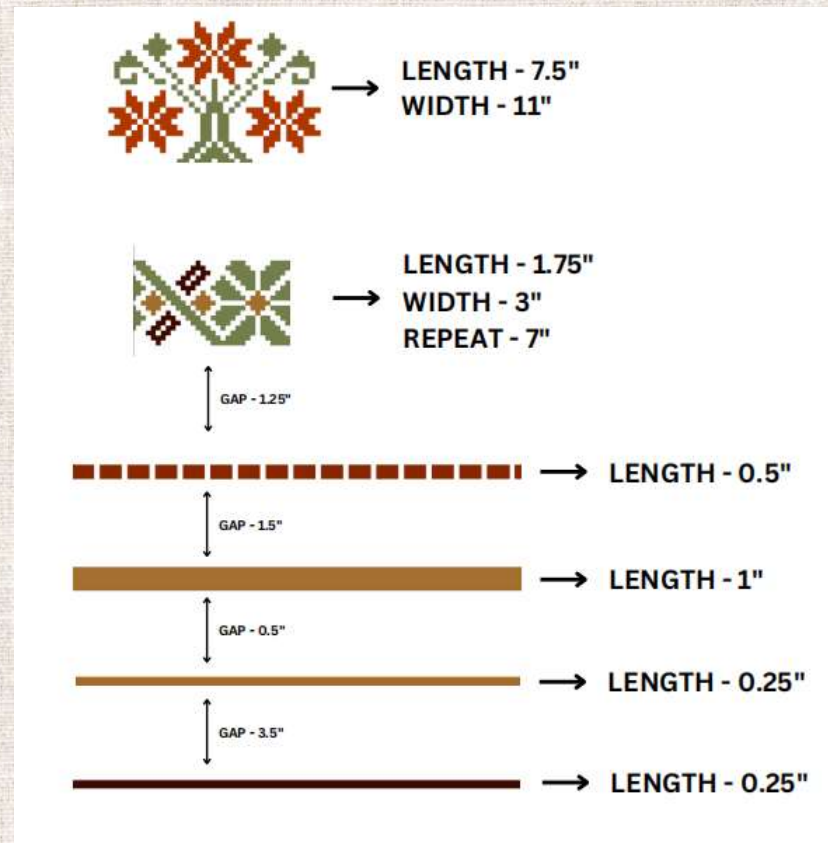 LENGTH - 7.5"
WIDTH - 11"
LENGTH - 1.75"
WIDTH - 3"
REPEAT - 7"
GAP - 1.25"
LENGTH - 0.5"
GAP - 1.5"
LENGTH - 1"
GAP - 0.5"
LENGTH - 0.25"
GAP - 3.5"
LENGTH - 0.25"